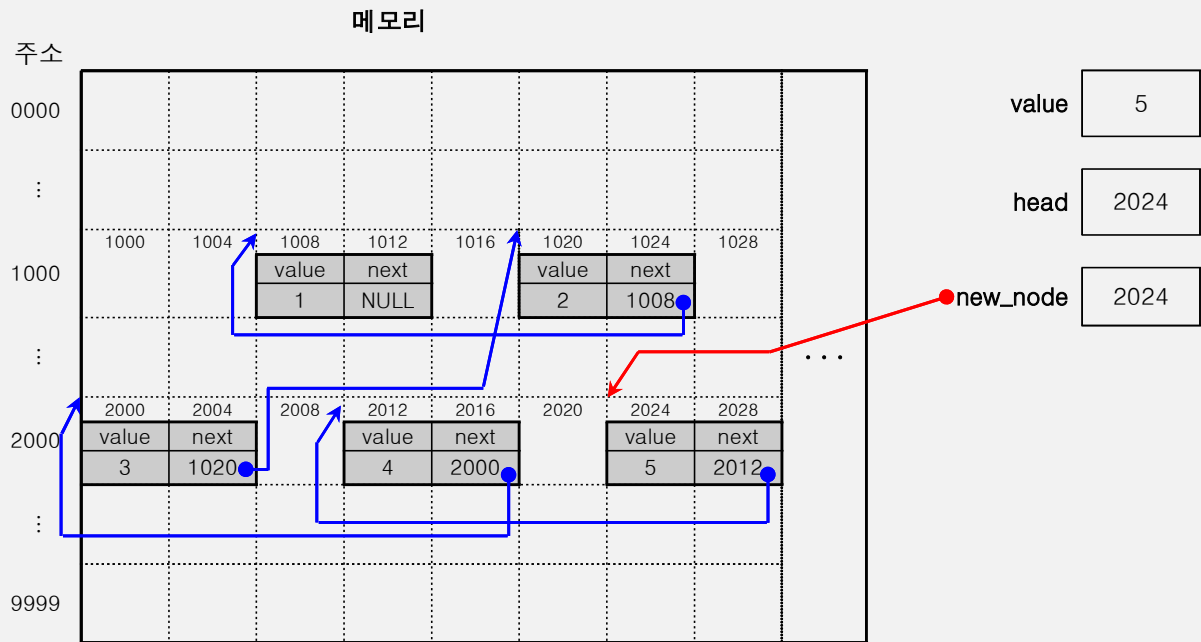 메모리
주소
0000
value 5
⋮
head 2024
1000 1004 1008 1012 1016 1020 1024 1028
1000
value next value next
1 NULL 2 1008
new_node 2024
⋮
...
2000 2004 2008 2012 2016 2020 2024 2028
2000
value next value next value next
3 1020 4 2000 5 2012
⋮
9999